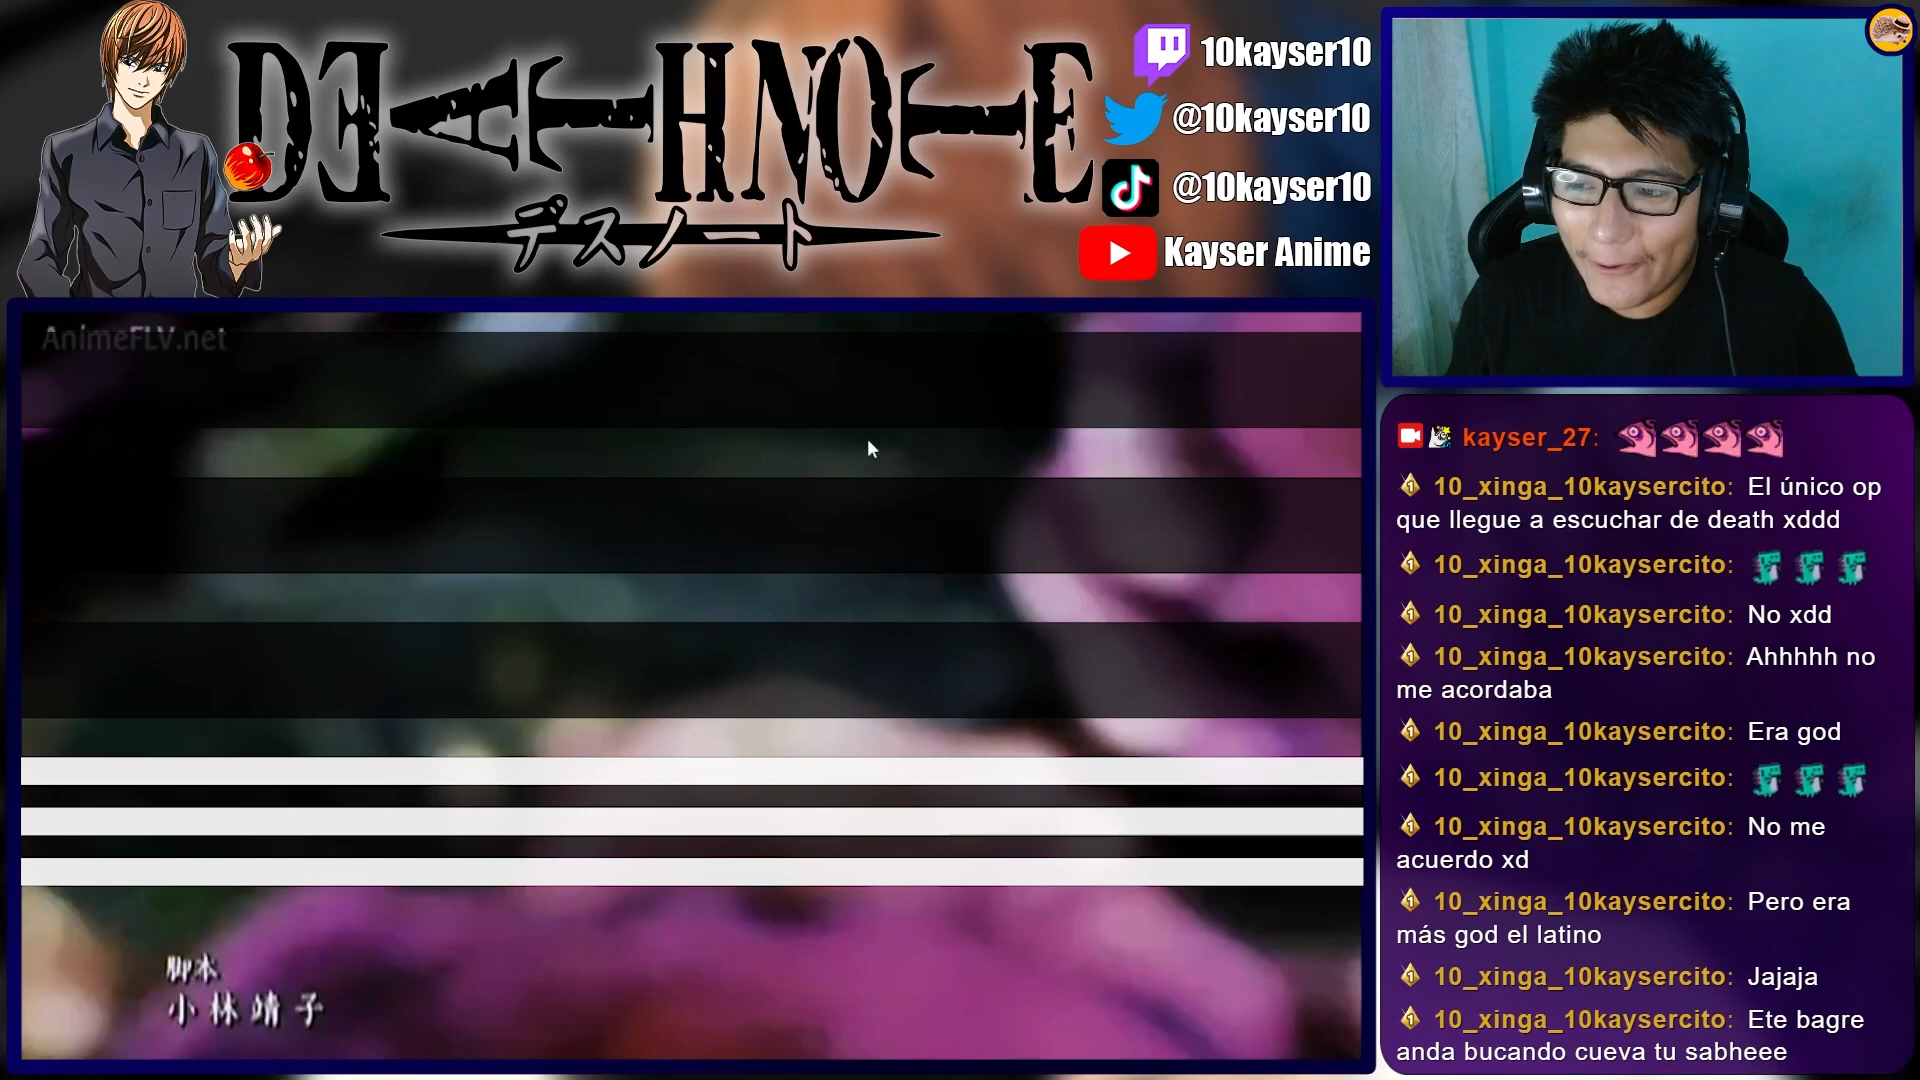 DEATH NOTE
デスノート
10kayser10
@10kayser10
@10kayser10
Kayser Anime
AnimeFLV.net
脚本
小林靖子
kayser_27:
10_xinga_10kaysercito: El único op
que llegue a escuchar de death xddd
10_xinga_10kaysercito:
10_xinga_10kaysercito: No xdd
10_xinga_10kaysercito: Ahhhhh no
me acordaba
10_xinga_10kaysercito: Era god
10_xinga_10kaysercito:
10_xinga_10kaysercito: No me
acuerdo xd
10_xinga_10kaysercito: Pero era
más god el latino
10_xinga_10kaysercito: Jajaja
10_xinga_10kaysercito: Ete bagre
anda bucando cueva tu sabheee